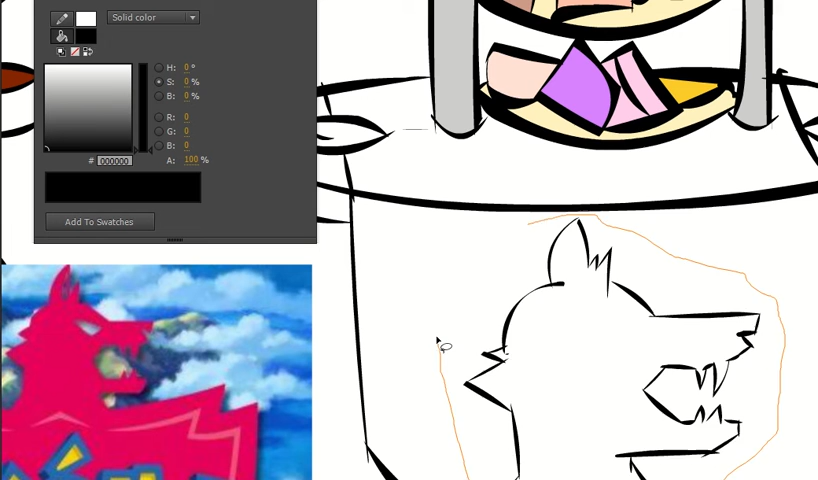 Solid color
H: 0 °
S: 0 %
B: 0 %
R: 0
G: 0
B: 0
# 000000
A: 100 %
Add To Swatches